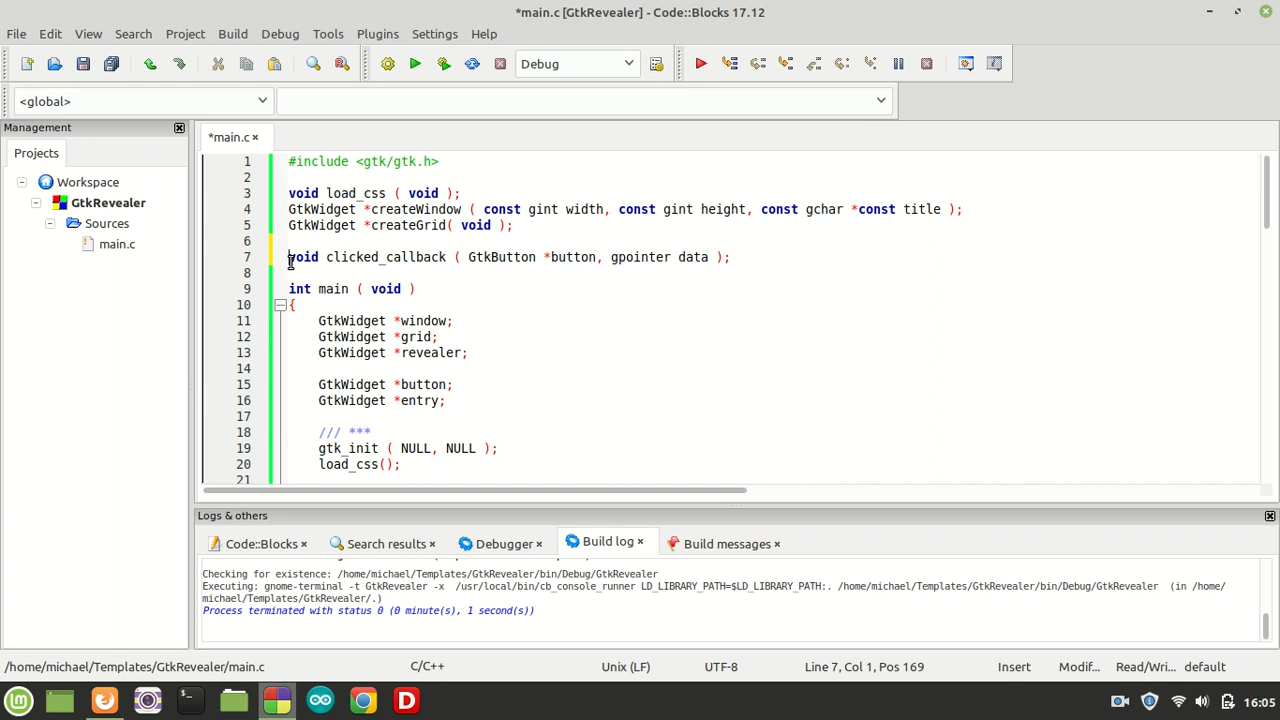 *main.c [GtkRevealer] - Code::Blocks 17.12
File Edit View Search Project Build Debug Tools Plugins Settings Help
Debug
<global>
Management
*main.c
Projects
Workspace
GtkRevealer
Sources
main.c
1 #include <gtk/gtk.h>
2
3 void load_css ( void );
4 GtkWidget *createWindow ( const gint width, const gint height, const gchar *const title );
5 GtkWidget *createGrid( void );
6
7 void clicked_callback ( GtkButton *button, gpointer data );
8
9 int main ( void )
10 {
11 GtkWidget *window;
12 GtkWidget *grid;
13 GtkWidget *revealer;
14
15 GtkWidget *button;
16 GtkWidget *entry;
17
18 /// ***
19 gtk_init ( NULL, NULL );
20 load_css();
21
Logs & others
Code::Blocks Search results Debugger Build log Build messages
Checking for existence: /home/michael/Templates/GtkRevealer/bin/Debug/GtkRevealer
Executing: gnome-terminal -t GtkRevealer -x /usr/local/bin/cb_console_runner LD_LIBRARY_PATH=$LD_LIBRARY_PATH:. /home/michael/Templates/GtkRevealer/bin/Debug/GtkRevealer (in /home/
michael/Templates/GtkRevealer/.)
Process terminated with status 0 (0 minute(s), 1 second(s))
/home/michael/Templates/GtkRevealer/main.c C/C++ Unix (LF) UTF-8 Line 7, Col 1, Pos 169 Insert Modif... Read/Wri... default
16:05